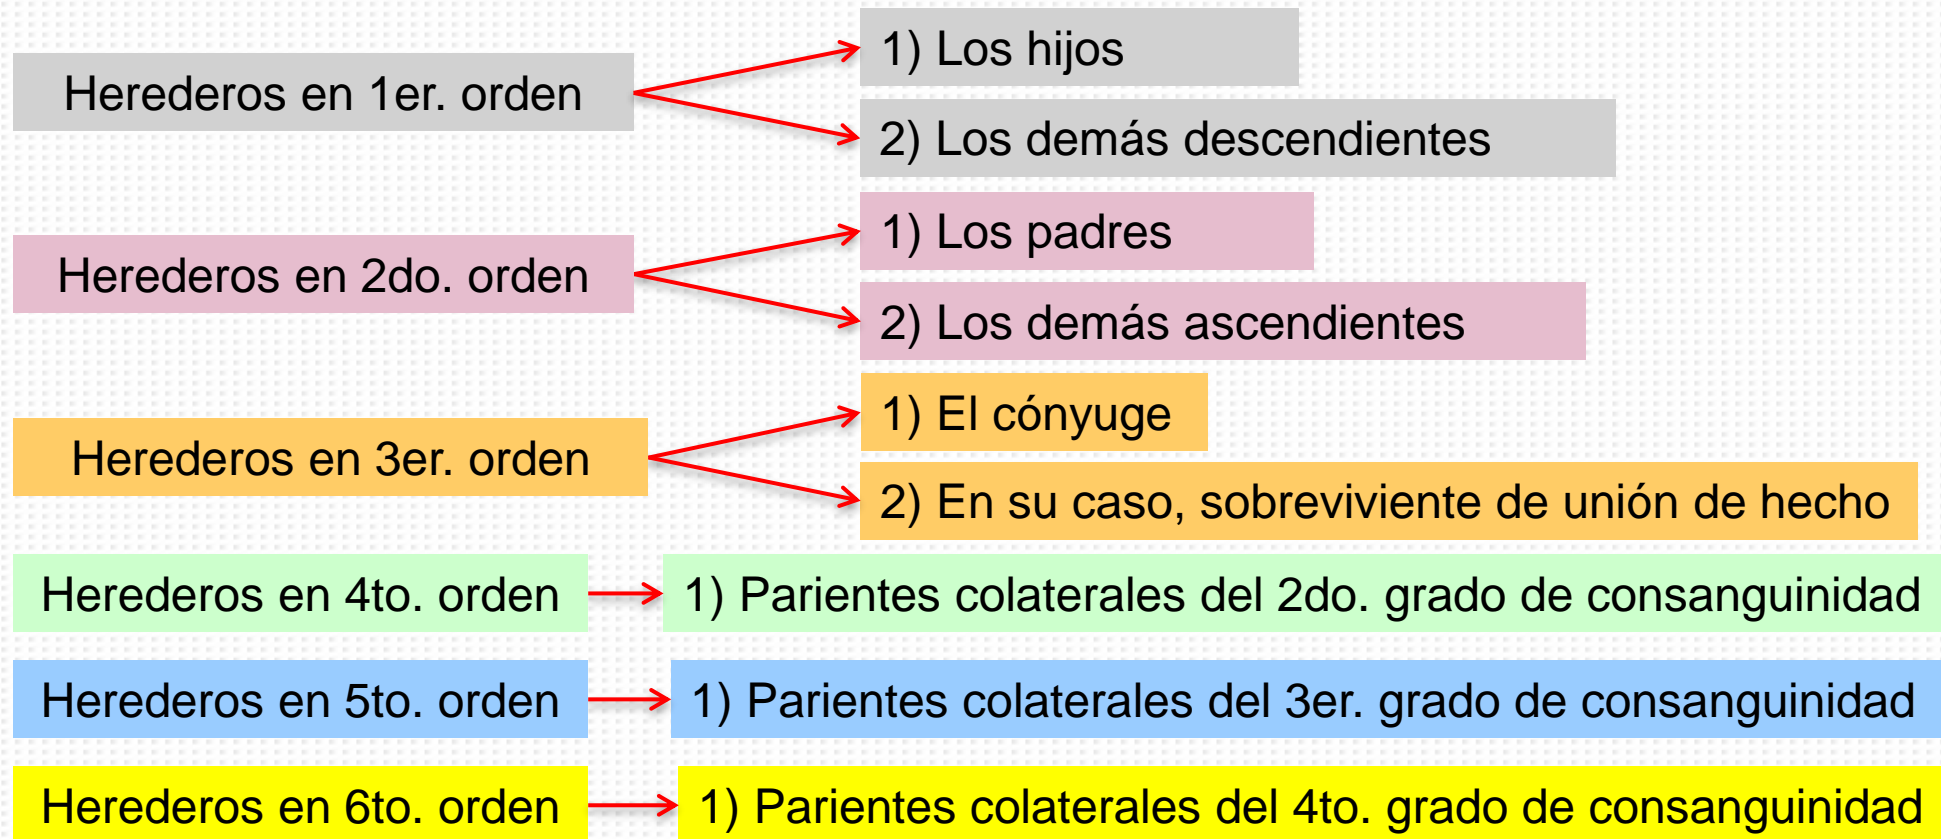 Herederos en 1er. orden
1) Los hijos
2) Los demás descendientes
Herederos en 2do. orden
1) Los padres
2) Los demás ascendientes
Herederos en 3er. orden
1) El cónyuge
2) En su caso, sobreviviente de unión de hecho
Herederos en 4to. orden
1) Parientes colaterales del 2do. grado de consanguinidad
Herederos en 5to. orden
1) Parientes colaterales del 3er. grado de consanguinidad
Herederos en 6to. orden
1) Parientes colaterales del 4to. grado de consanguinidad